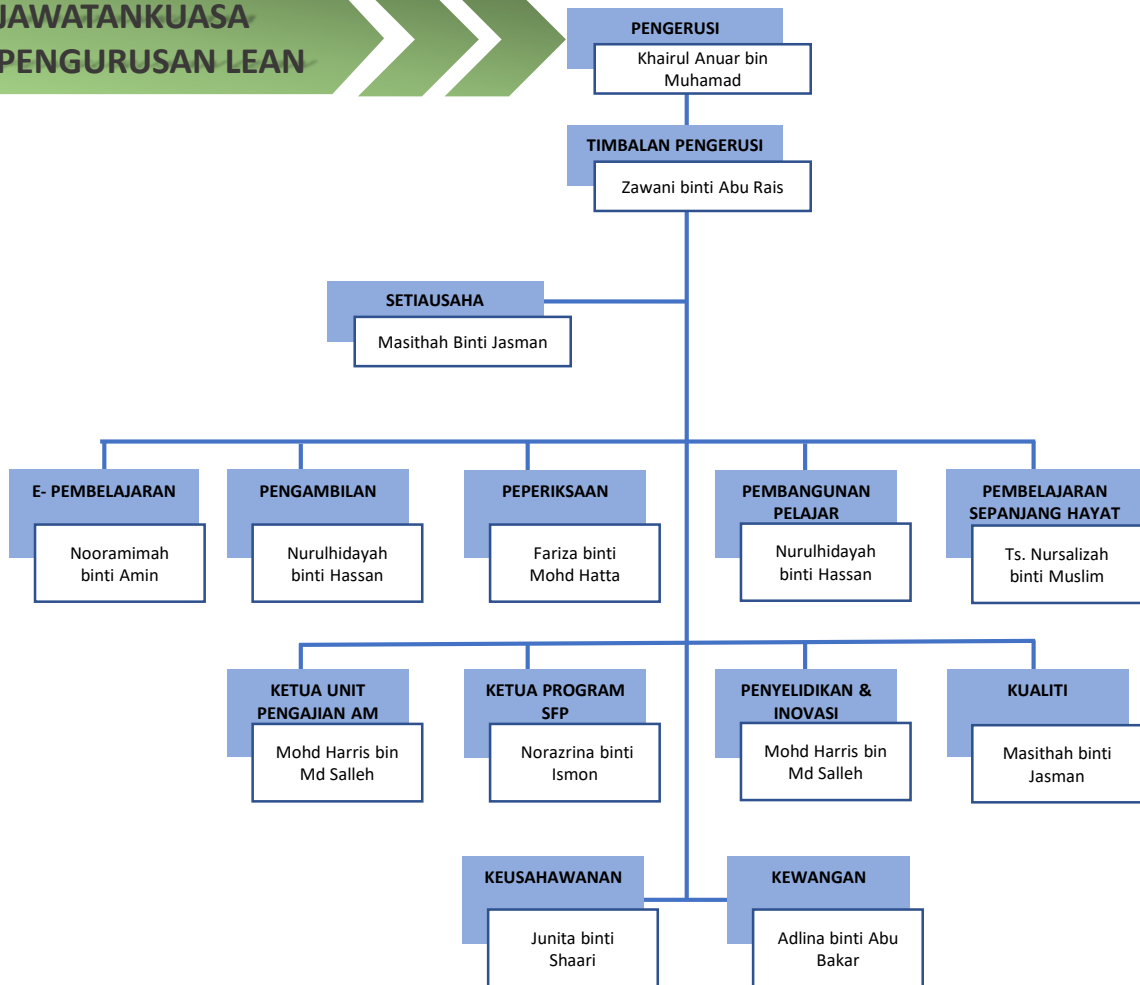 JAWATANKUASA
PENGURUSAN LEAN
PENGERUSI
Khairul Anuar bin
Muhamad
TIMBALAN PENGERUSI
Zawani binti Abu Rais
SETIAUSAHA
Masithah Binti Jasman
E- PEMBELAJARAN
Nooramimah
binti Amin
PENGAMBILAN
Nurulhidayah
binti Hassan
PEPERIKSAAN
Fariza binti
Mohd Hatta
PEMBANGUNAN
PELAJAR
Nurulhidayah
binti Hassan
PEMBELAJARAN
SEPANJANG HAYAT
Ts. Nursalizah
binti Muslim
KETUA UNIT
PENGAJIAN AM
Mohd Harris bin
Md Salleh
KETUA PROGRAM
SFP
Norazrina binti
Ismon
PENYELIDIKAN &
INOVASI
Mohd Harris bin
Md Salleh
KUALITI
Masithah binti
Jasman
KEUSAHAWANAN
Junita binti
Shaari
KEWANGAN
Adlina binti Abu
Bakar